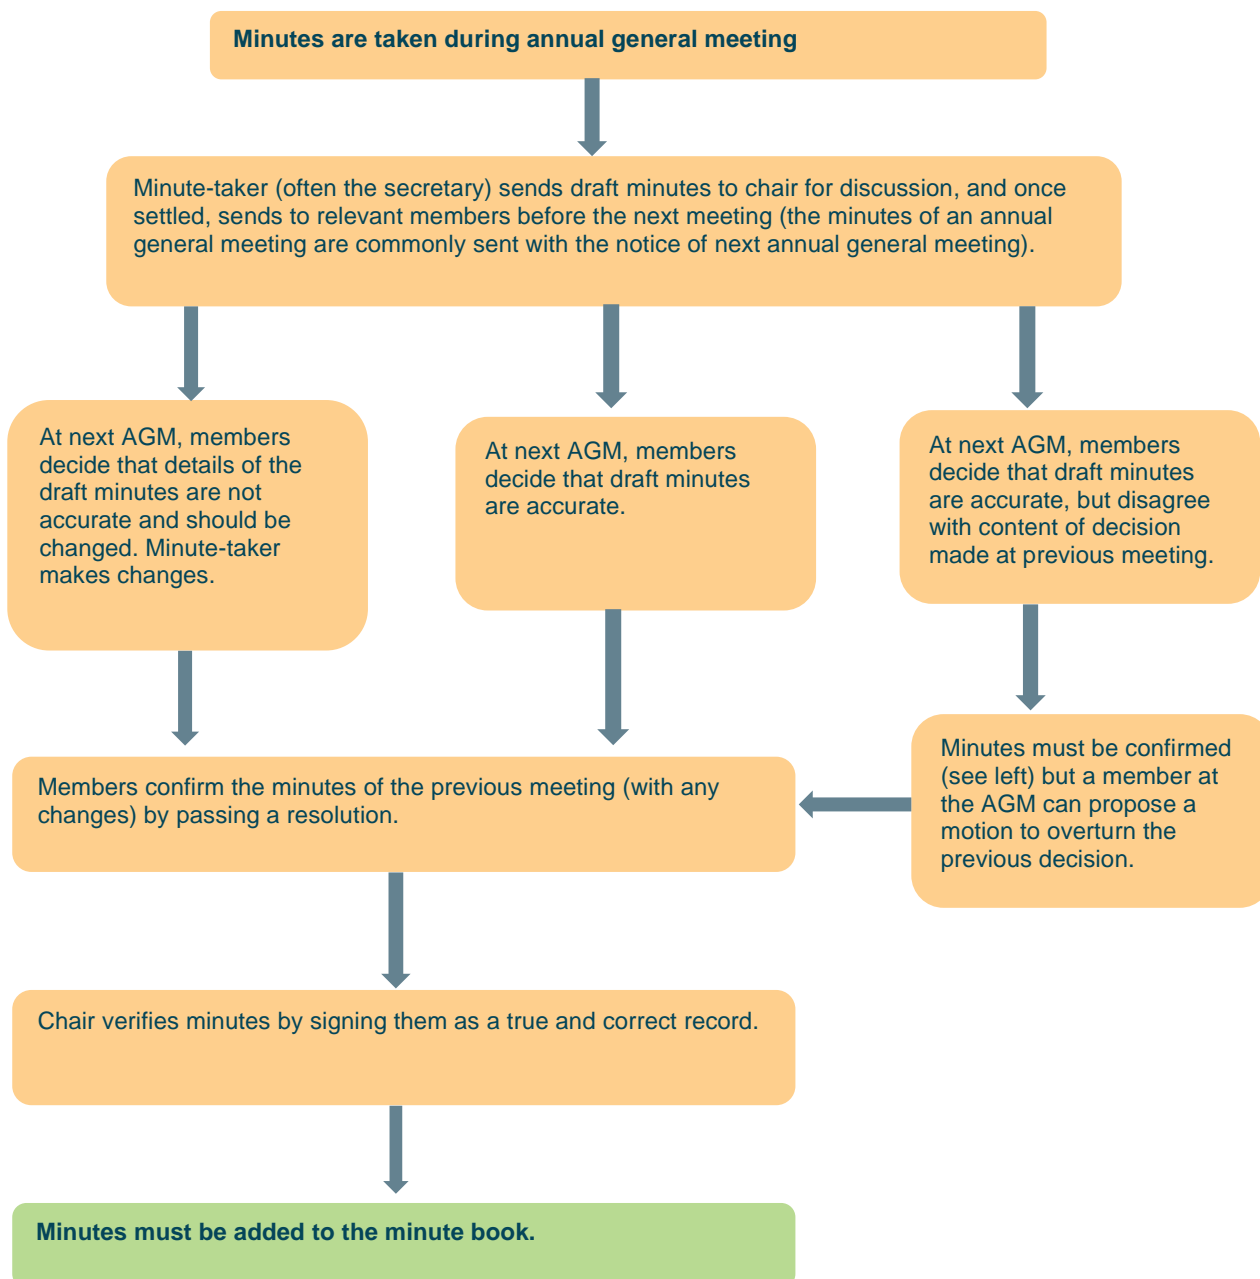 Minutes are taken during annual general meeting
Minute-taker (often the secretary) sends draft minutes to chair for discussion, and once
settled, sends to relevant members before the next meeting (the minutes of an annual
general meeting are commonly sent with the notice of next annual general meeting).
At next AGM, members
decide that details of the
draft minutes are not
accurate and should be
changed. Minute-taker
makes changes.
At next AGM, members
decide that draft minutes
are accurate.
At next AGM, members
decide that draft minutes
are accurate, but disagree
with content of decision
made at previous meeting.
Minutes must be confirmed
(see left) but a member at
the AGM can propose a
motion to overturn the
previous decision.
Members confirm the minutes of the previous meeting (with any
changes) by passing a resolution.
Chair verifies minutes by signing them as a true and correct record.
Minutes must be added to the minute book.